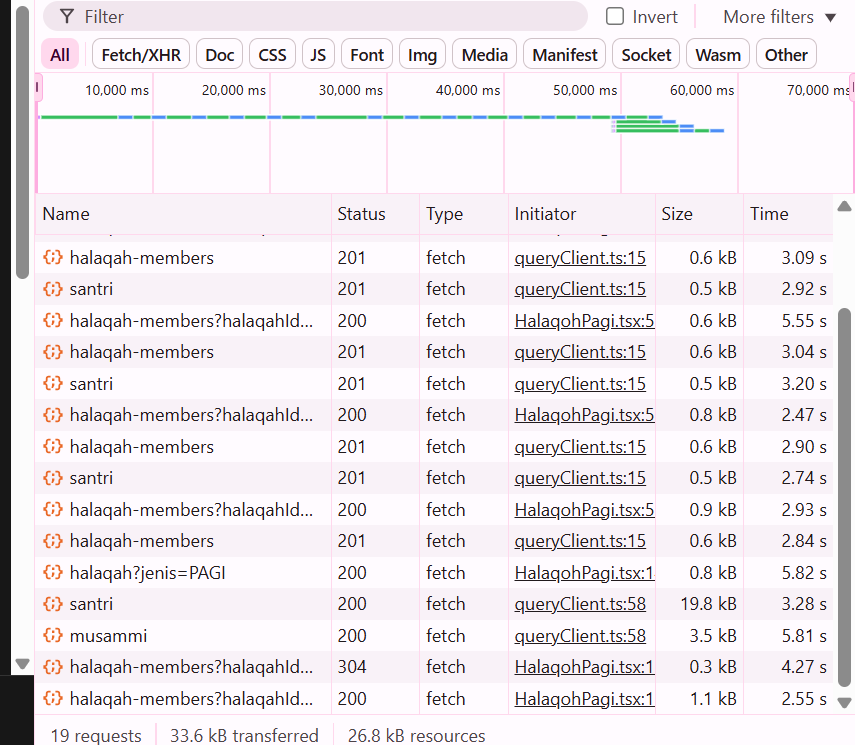 Filter Invert More filters
All Fetch/XHR Doc CSS JS Font Img Media Manifest Socket Wasm Other
10,000 ms 20,000 ms 30,000 ms 40,000 ms 50,000 ms 60,000 ms 70,000 ms
Name Status Type Initiator Size Time
halaqah-members 201 fetch queryClient.ts:15 0.6 kB 3.09 s
santri 201 fetch queryClient.ts:15 0.5 kB 2.92 s
halaqah-members?halaqahId... 200 fetch HalaqohPagi.tsx:5 0.6 kB 5.55 s
halaqah-members 201 fetch queryClient.ts:15 0.6 kB 3.04 s
santri 201 fetch queryClient.ts:15 0.5 kB 3.20 s
halaqah-members?halaqahId... 200 fetch HalaqohPagi.tsx:5 0.8 kB 2.47 s
halaqah-members 201 fetch queryClient.ts:15 0.6 kB 2.90 s
santri 201 fetch queryClient.ts:15 0.5 kB 2.74 s
halaqah-members?halaqahId... 200 fetch HalaqohPagi.tsx:5 0.9 kB 2.93 s
halaqah-members 201 fetch queryClient.ts:15 0.6 kB 2.84 s
halaqah?jenis=PAGI 200 fetch HalaqohPagi.tsx:1 0.8 kB 5.82 s
santri 200 fetch queryClient.ts:58 19.8 kB 3.28 s
musammi 200 fetch queryClient.ts:58 3.5 kB 5.81 s
halaqah-members?halaqahId... 304 fetch HalaqohPagi.tsx:1 0.3 kB 4.27 s
halaqah-members?halaqahId... 200 fetch HalaqohPagi.tsx:1 1.1 kB 2.55 s
19 requests 33.6 kB transferred 26.8 kB resources